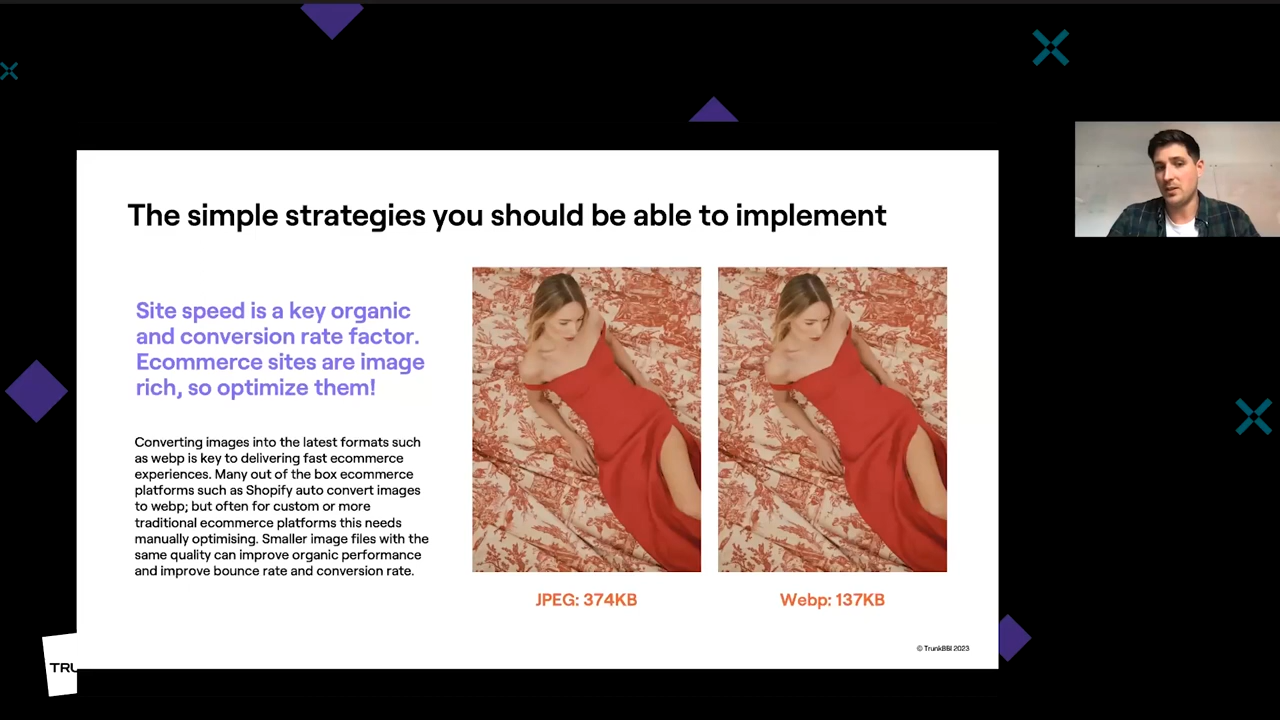 The simple strategies you should be able to implement
Site speed is a key organic
and conversion rate factor.
Ecommerce sites are image
rich, so optimize them!
Converting images into the latest formats such
as webp is key to delivering fast ecommerce
experiences. Many out of the box ecommerce
platforms such as Shopify auto convert images
to webp; but often for custom or more
traditional ecommerce platforms this needs
manually optimising. Smaller image files with the
same quality can improve organic performance
and improve bounce rate and conversion rate.
JPEG: 374KB
Webp: 137KB
© TrunkBBI 2023
TRU